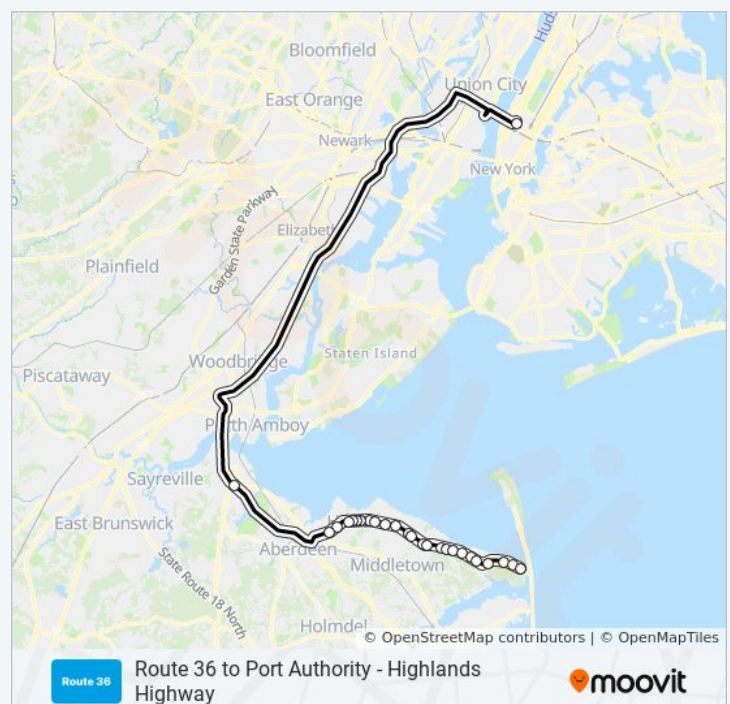 Bloomfield
Huds
Union City
East Orange
Newark
New York
Garden State Parkway
Elizabeth
Plainfield
Woodbridge
Staten Island
Piscataway
Perth Amboy
Sayreville
East Brunswick
Aberdeen
State Route 18 North
Middletown
Holmdel
© OpenStreetMap contributors | © OpenMapTiles
Route 36
Route 36 to Port Authority - Highlands
Highway
moovit